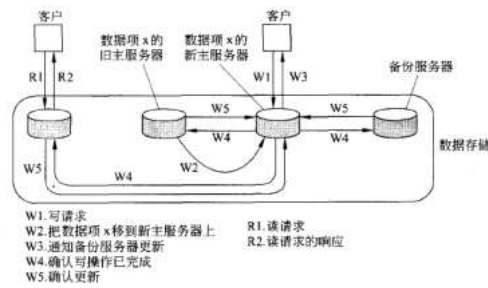 客户
客户
数据项x的
旧主服务器
数据项x的
新主服务器
备份服务器
R1
R2
W1
W3
W5
W5
W4
W4
W2
W5
W4
数据存储
W1.写请求
W2.把数据项x移到新主服务器上
W3.通知备份服务器更新
W4.确认写操作已完成
W5.确认更新
R1.读请求
R2.读请求的响应